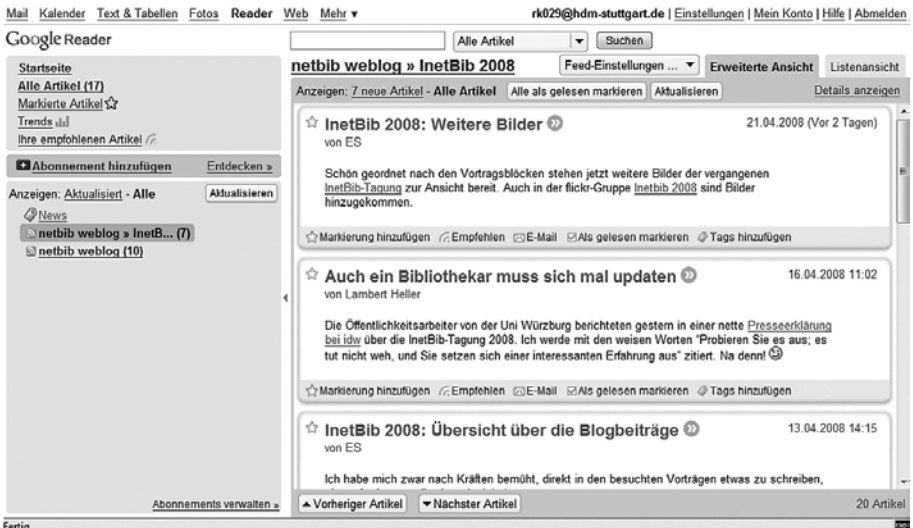 Mail Kalender Text & Tabellen Fotos Reader Web Mehr ▼
rk029@hdm-stuttgart.de | Einstellungen | Mein Konto | Hilfe | Abmelden
Google Reader
Alle Artikel
Suchen
Startseite
Alle Artikel (17)
Markierte Artikel
Trends
Ihre empfohlenen Artikel
Abonnement hinzufügen Entdecken »
Anzeigen: Aktualisiert - Alle Aktualisieren
News
netbib weblog » InetB... (7)
netbib weblog (10)
Abonnements verwalten »
netbib weblog » InetBib 2008
Feed-Einstellungen ... Erweiterte Ansicht Listenansicht
Anzeigen: 7 neue Artikel - Alle Artikel Alle als gelesen markieren Aktualisieren Details anzeigen
InetBib 2008: Weitere Bilder 21.04.2008 (Vor 2 Tagen)
von ES
Schön geordnet nach den Vortragsblöcken stehen jetzt weitere Bilder der vergangenen
InetBib-Tagung zur Ansicht bereit. Auch in der flickr-Gruppe Inetbib 2008 sind Bilder
hinzugekommen.
Markierung hinzufügen Empfehlen E-Mail Als gelesen markieren Tags hinzufügen
Auch ein Bibliothekar muss sich mal updaten 16.04.2008 11:02
von Lambert Heller
Die Öffentlichkeitsarbeiter von der Uni Würzburg berichteten gestern in einer nette Presseerklärung
bei idw über die InetBib-Tagung 2008. Ich werde mit den weisen Worten "Probieren Sie es aus; es
tut nicht weh, und Sie setzen sich einer interessanten Erfahrung aus" zitiert. Na denn!
Markierung hinzufügen Empfehlen E-Mail Als gelesen markieren Tags hinzufügen
InetBib 2008: Übersicht über die Blogbeiträge 13.04.2008 14:15
von ES
Ich habe mich zwar nach Kräften bemüht, direkt in den besuchten Vorträgen etwas zu schreiben,
Vorheriger Artikel Nächster Artikel 20 Artikel
Fertig